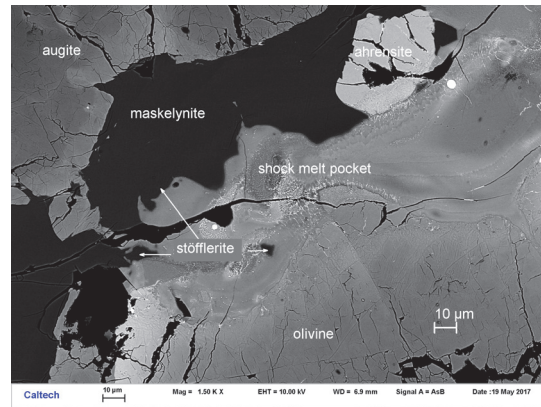 augite
ahrensite
maskelynite
shock melt pocket
stöfflerite
10 µm
olivine
Caltech
10 µm
Mag = 1.50 K X
EHT = 10.00 kV
WD = 6.9 mm
Signal A = AsB
Date :19 May 2017